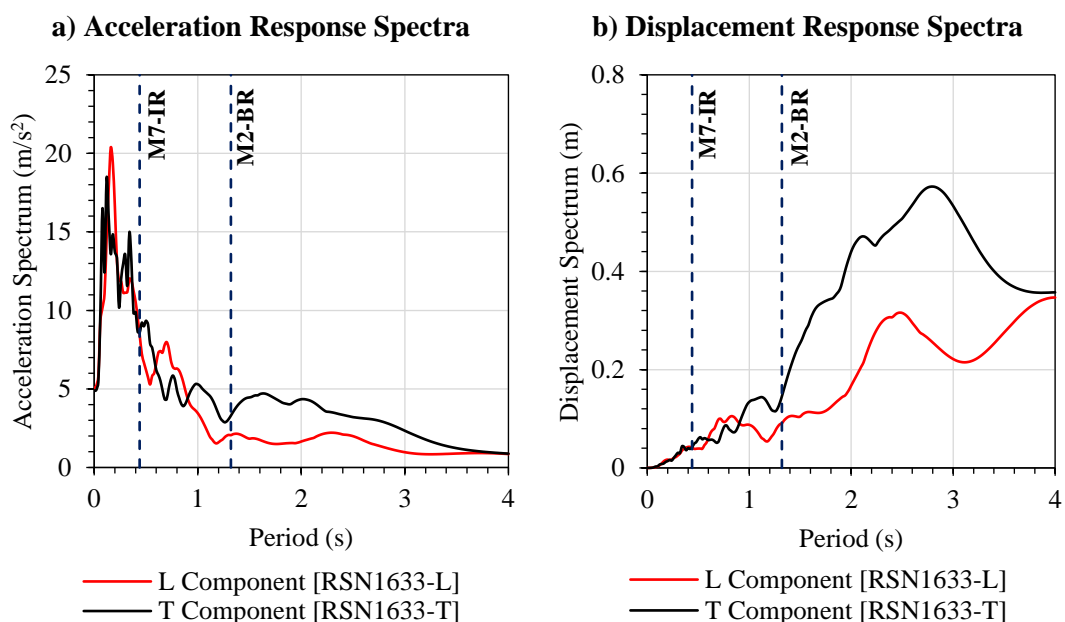 a) Acceleration Response Spectra
Acceleration Spectrum (m/s²)
25
20
15
10
5
0
M7-IR
M2-BR
0 1 2 3 4
Period (s)
L Component [RSN1633-L]
T Component [RSN1633-T]
b) Displacement Response Spectra
Displacement Spectrum (m)
0.8
0.6
0.4
0.2
0
M7-IR
M2-BR
0 1 2 3 4
Period (s)
L Component [RSN1633-L]
T Component [RSN1633-T]